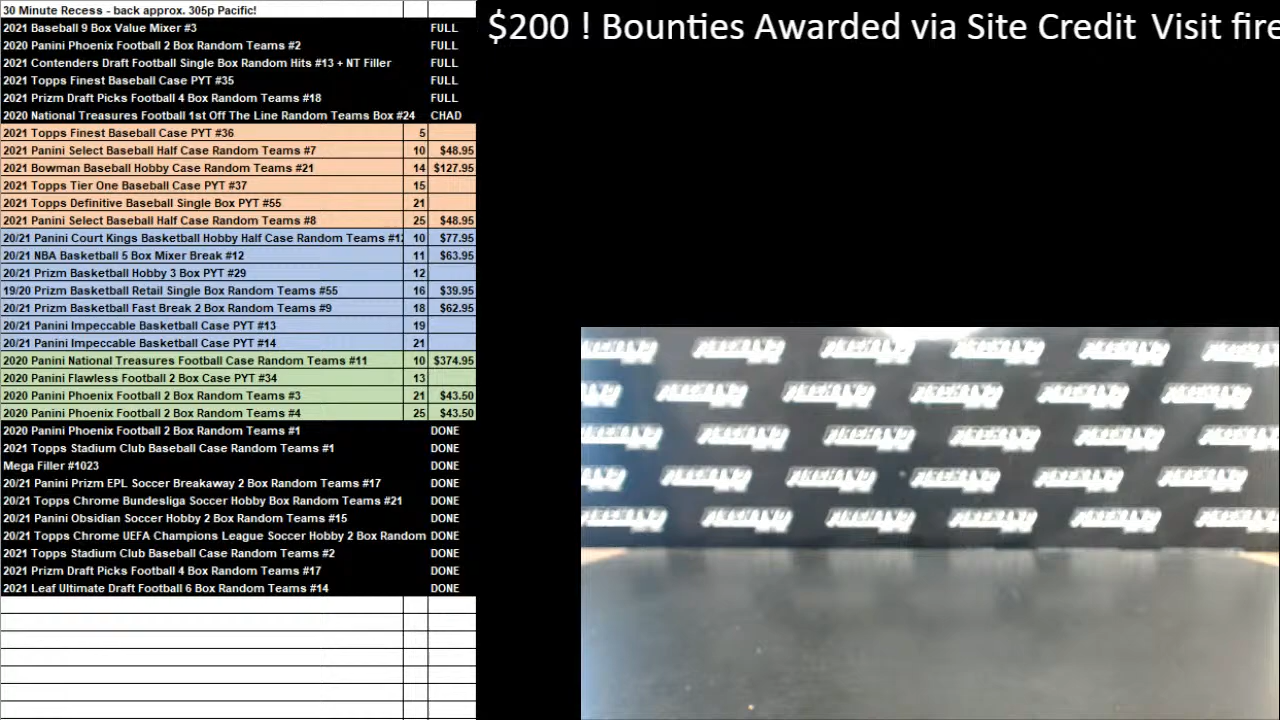 30 Minute Recess - back approx. 305p Pacific!
2021 Baseball 9 Box Value Mixer #3 FULL
2020 Panini Phoenix Football 2 Box Random Teams #2 FULL
2021 Contenders Draft Football Single Box Random Hits #13 + NT Filler FULL
2021 Topps Finest Baseball Case PYT #35 FULL
2021 Prizm Draft Picks Football 4 Box Random Teams #18 FULL
2020 National Treasures Football 1st Off The Line Random Teams Box #24 CHAD
2021 Topps Finest Baseball Case PYT #36 5
2021 Panini Select Baseball Half Case Random Teams #7 10 $48.95
2021 Bowman Baseball Hobby Case Random Teams #21 14 $127.95
2021 Topps Tier One Baseball Case PYT #37 15
2021 Topps Definitive Baseball Single Box PYT #55 21
2021 Panini Select Baseball Half Case Random Teams #8 25 $48.95
20/21 Panini Court Kings Basketball Hobby Half Case Random Teams 10 $77.95
20/21 NBA Basketball 5 Box Mixer Break #12 11 $63.95
20/21 Prizm Basketball Hobby 3 Box PYT #29 12
19/20 Prizm Basketball Retail Single Box Random Teams #55 16 $39.95
20/21 Prizm Basketball Fast Break 2 Box Random Teams #9 18 $62.95
20/21 Panini Impeccable Basketball Case PYT #13 19
20/21 Panini Impeccable Basketball Case PYT #14 21
2020 Panini National Treasures Football Case Random Teams #11 10 $374.95
2020 Panini Flawless Football 2 Box Case PYT #34 13
2020 Panini Phoenix Football 2 Box Random Teams #3 21 $43.50
2020 Panini Phoenix Football 2 Box Random Teams #4 25 $43.50
2020 Panini Phoenix Football 2 Box Random Teams #1 DONE
2021 Topps Stadium Club Baseball Case Random Teams #1 DONE
Mega Filler #1023 DONE
20/21 Panini Prizm EPL Soccer Breakaway 2 Box Random Teams #17 DONE
20/21 Topps Chrome Bundesliga Soccer Hobby Box Random Teams #21 DONE
20/21 Panini Obsidian Soccer Hobby 2 Box Random Teams #15 DONE
20/21 Topps Chrome UEFA Champions League Soccer Hobby 2 Box Random DONE
2021 Topps Stadium Club Baseball Case Random Teams #2 DONE
2021 Prizm Draft Picks Football 4 Box Random Teams #17 DONE
2021 Leaf Ultimate Draft Football 6 Box Random Teams #14 DONE
$200 ! Bounties Awarded via Site Credit Visit fire